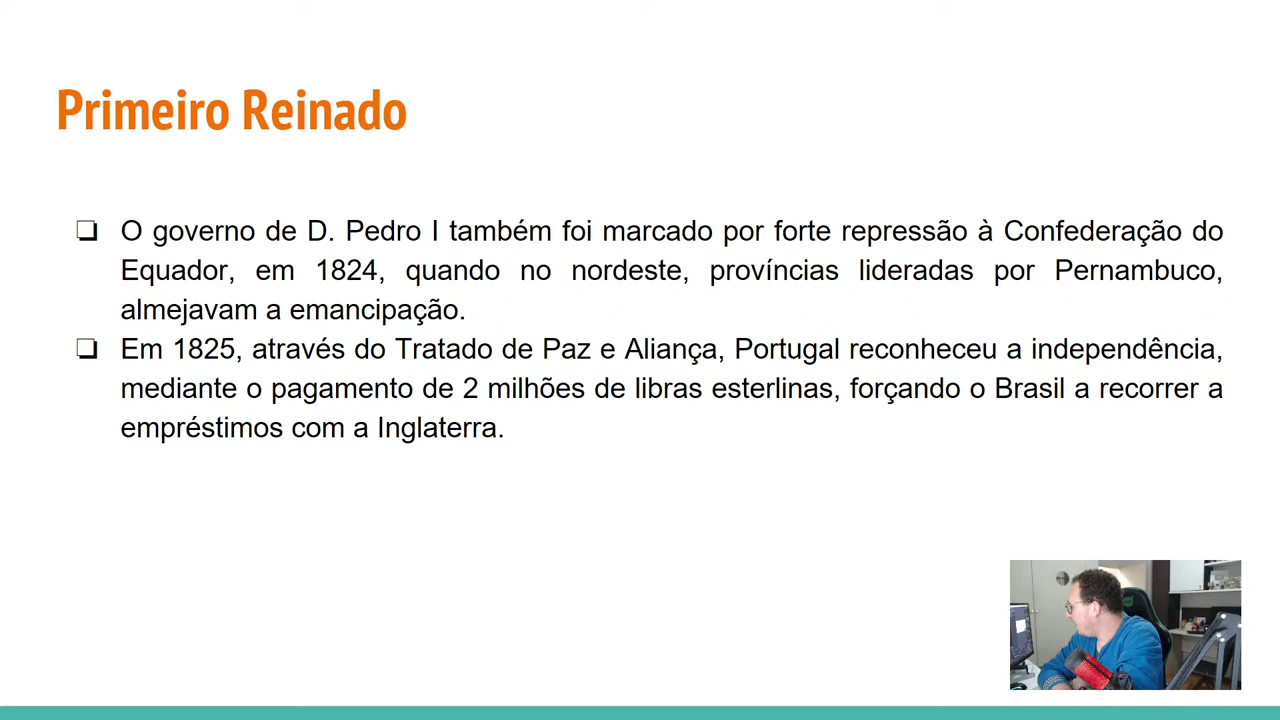 Primeiro Reinado
❏ O governo de D. Pedro I também foi marcado por forte repressão à Confederação do
Equador, em 1824, quando no nordeste, províncias lideradas por Pernambuco,
almejavam a emancipação.
❏ Em 1825, através do Tratado de Paz e Aliança, Portugal reconheceu a independência,
mediante o pagamento de 2 milhões de libras esterlinas, forçando o Brasil a recorrer a
empréstimos com a Inglaterra.